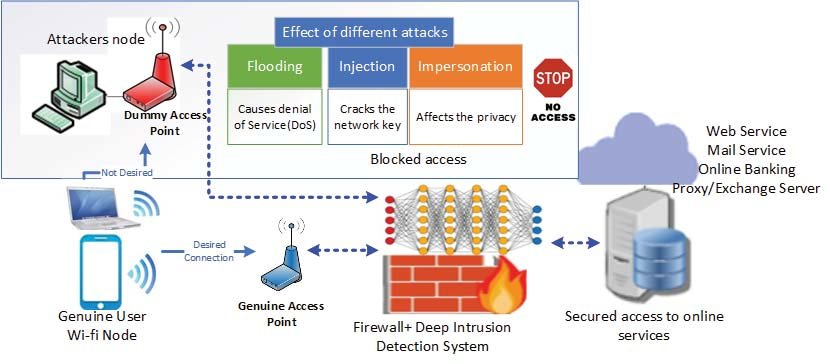 Effect of different attacks
Attackers node
Flooding
Injection
Impersonation
STOP
NO
ACCESS
Causes denial
of Service(DoS)
Cracks the
network key
Affects the privacy
Dummy Access
Point
Blocked access
Not Desired
Web Service
Mail Service
Online Banking
Proxy/Exchange Server
Desired
Connection
Genuine User
Wi-fi Node
Genuine Access
Point
Firewall+ Deep Intrusion
Detection System
Secured access to online
services